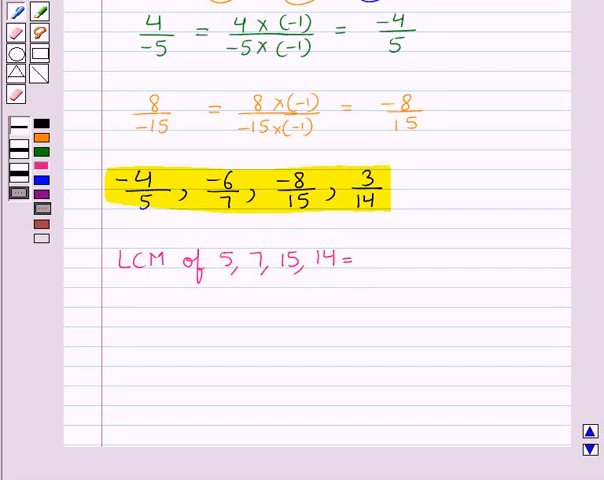 4/-5 = 4 × (-1)/-5 × (-1) = -4/5
8/-15 = 8 × (-1)/-15 × (-1) = -8/15
-4/5, -6/7, -8/15, 3/14
LCM of 5, 7, 15, 14 =